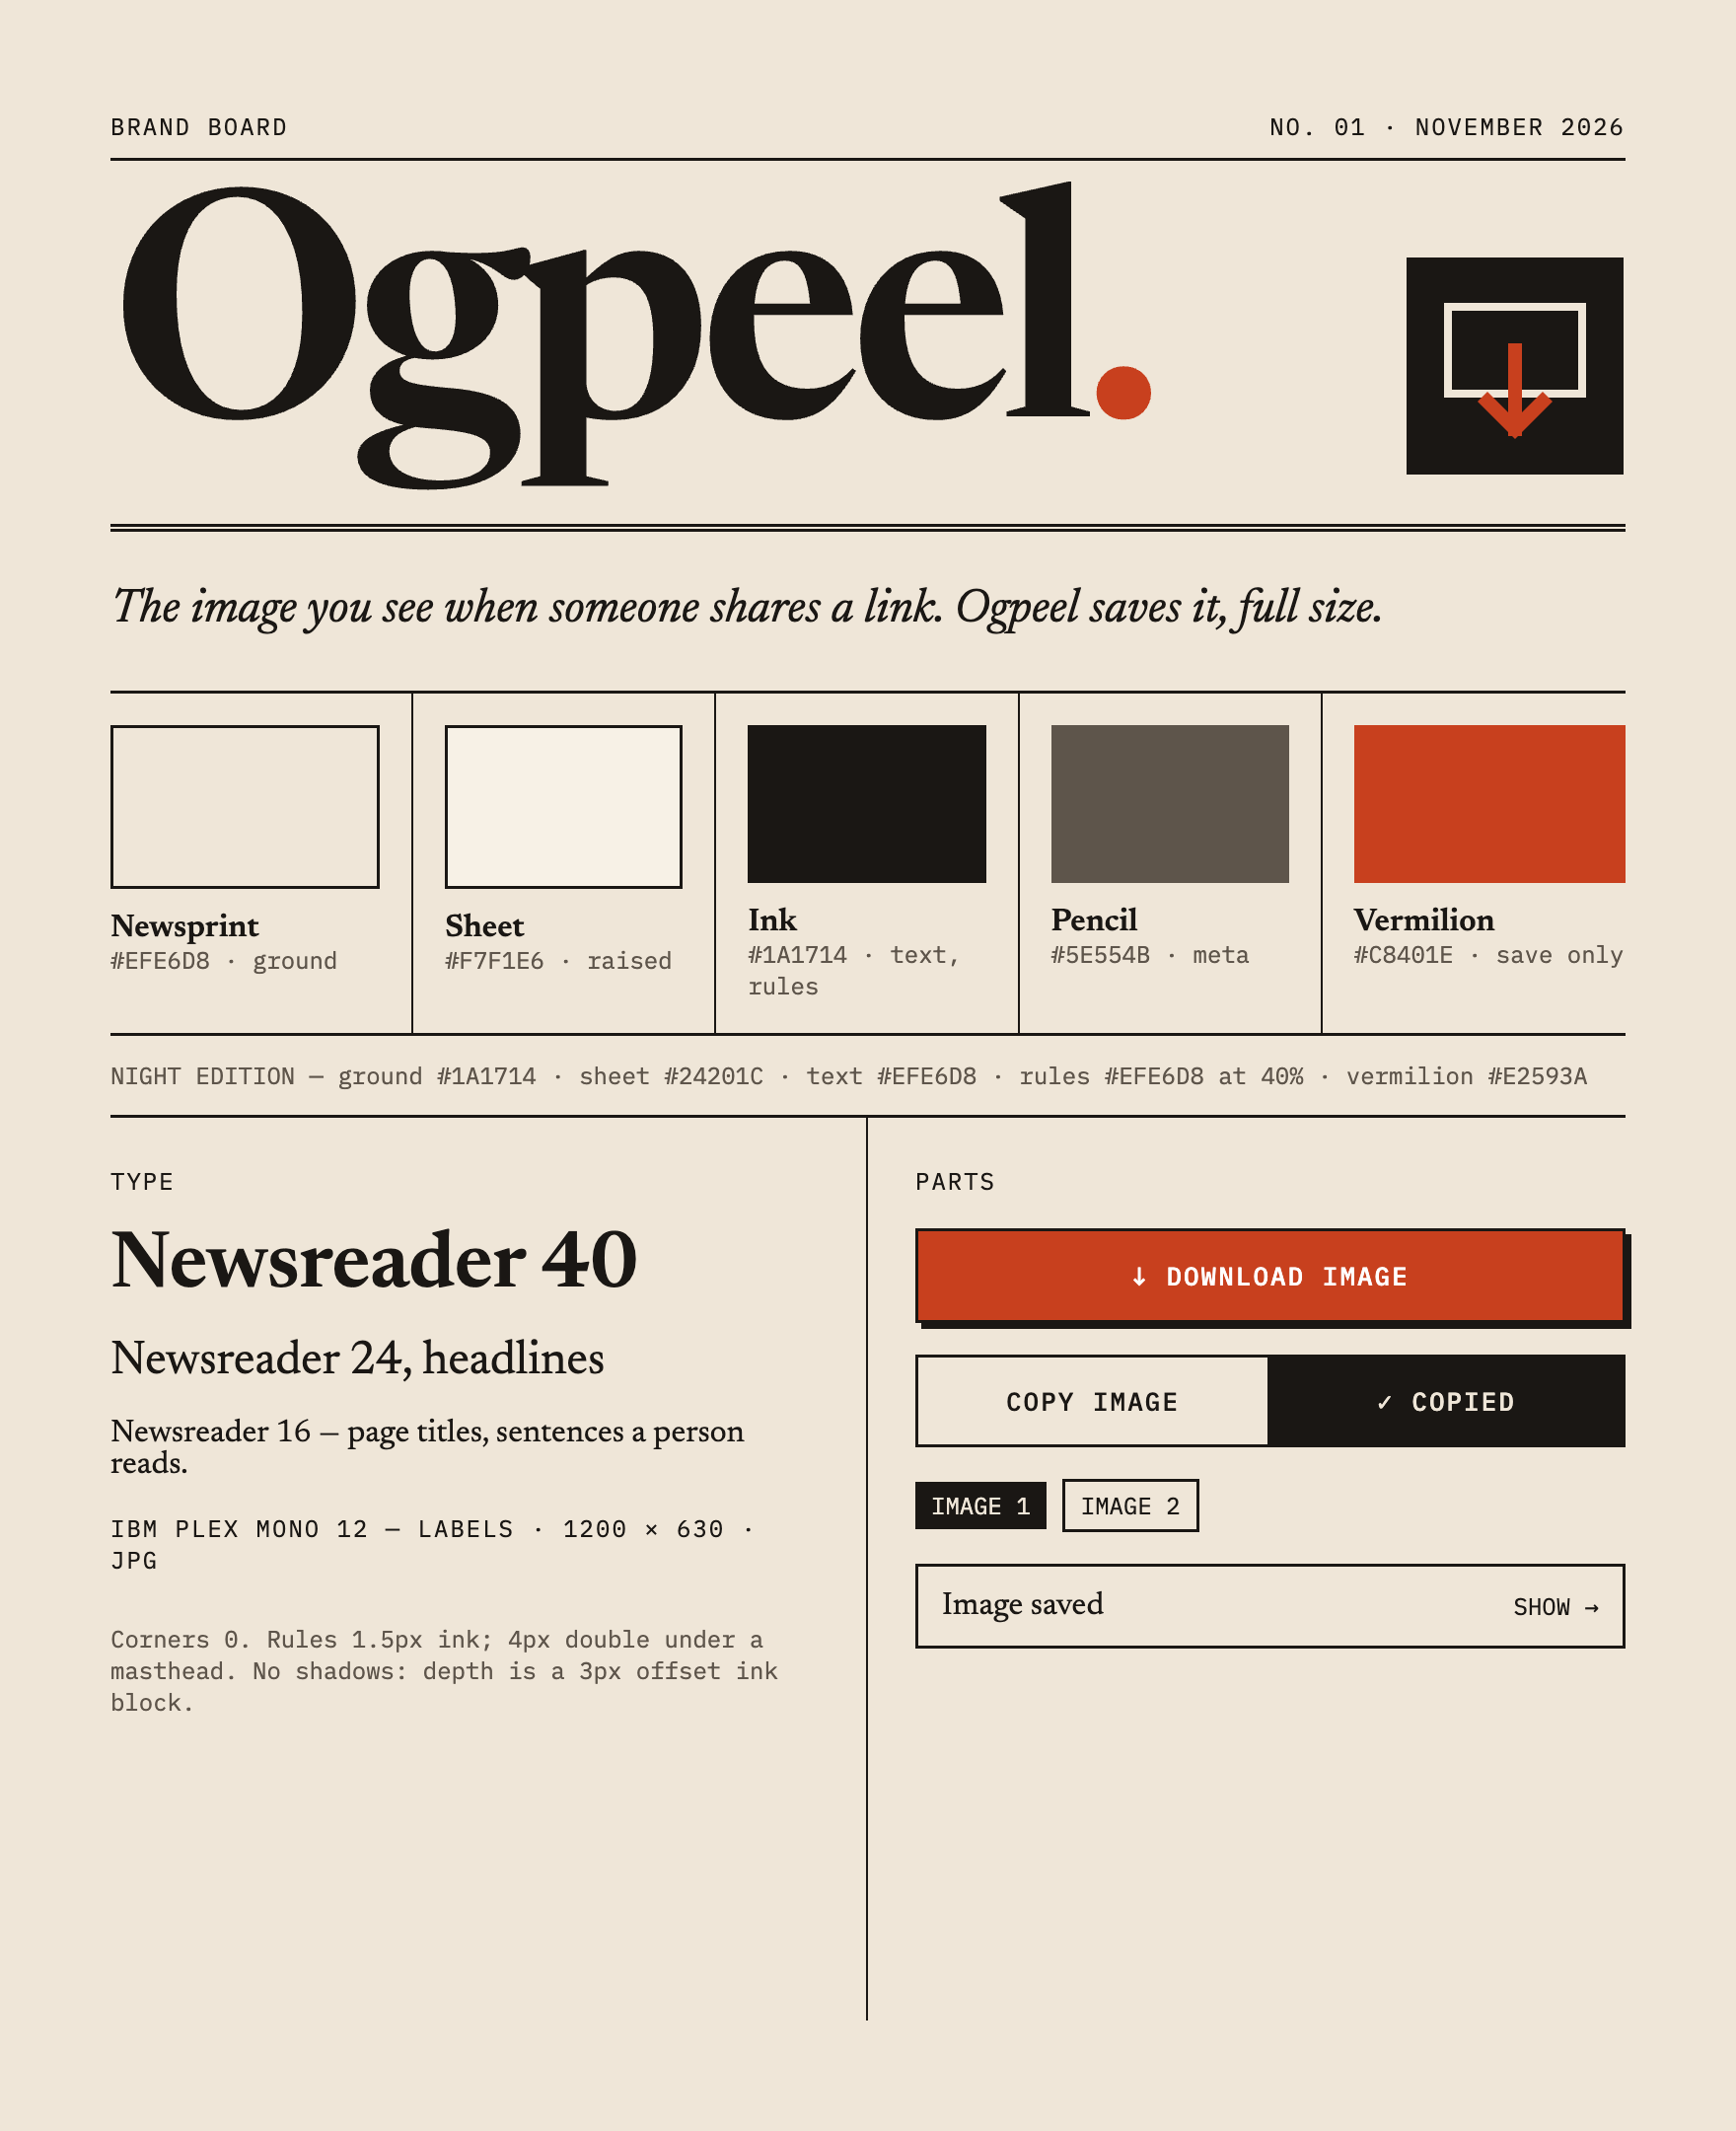 BRAND BOARD
NO. 01 · NOVEMBER 2026
Ogpeel.
The image you see when someone shares a link. Ogpeel saves it, full size.
Newsprint
#EFE6D8 · ground
Sheet
#F7F1E6 · raised
Ink
#1A1714 · text,
rules
Pencil
#5E554B · meta
Vermilion
#C8401E · save only
NIGHT EDITION — ground #1A1714 · sheet #24201C · text #EFE6D8 · rules #EFE6D8 at 40% · vermilion #E2593A
TYPE
Newsreader 40
Newsreader 24, headlines
Newsreader 16 — page titles, sentences a person
reads.
IBM PLEX MONO 12 — LABELS · 1200 × 630 ·
JPG
Corners 0. Rules 1.5px ink; 4px double under a
masthead. No shadows: depth is a 3px offset ink
block.
PARTS
↓ DOWNLOAD IMAGE
COPY IMAGE
✓ COPIED
IMAGE 1
IMAGE 2
Image saved
SHOW →